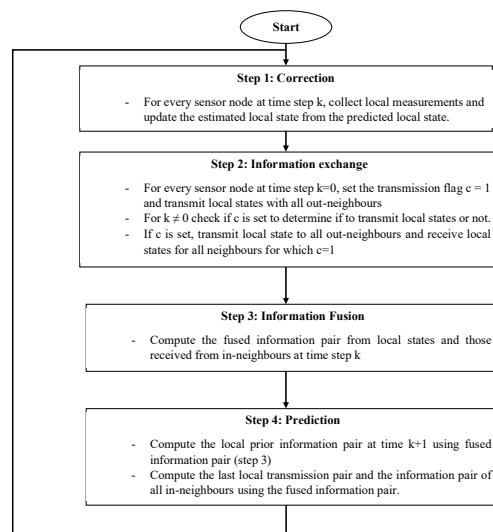 Start
Step 1: Correction
- For every sensor node at time step k, collect local measurements and
update the estimated local state from the predicted local state.
Step 2: Information exchange
- For every sensor node at time step k=0, set the transmission flag c = 1
and transmit local states with all out-neighbours
- For k ≠ 0 check if c is set to determine if to transmit local states or not.
- If c is set, transmit local state to all out-neighbours and receive local
states for all neighbours for which c=1
Step 3: Information Fusion
- Compute the fused information pair from local states and those
received from in-neighbours at time step k
Step 4: Prediction
- Compute the local prior information pair at time k+1 using fused
information pair (step 3)
- Compute the last local transmission pair and the information pair of
all in-neighbours using the fused information pair.